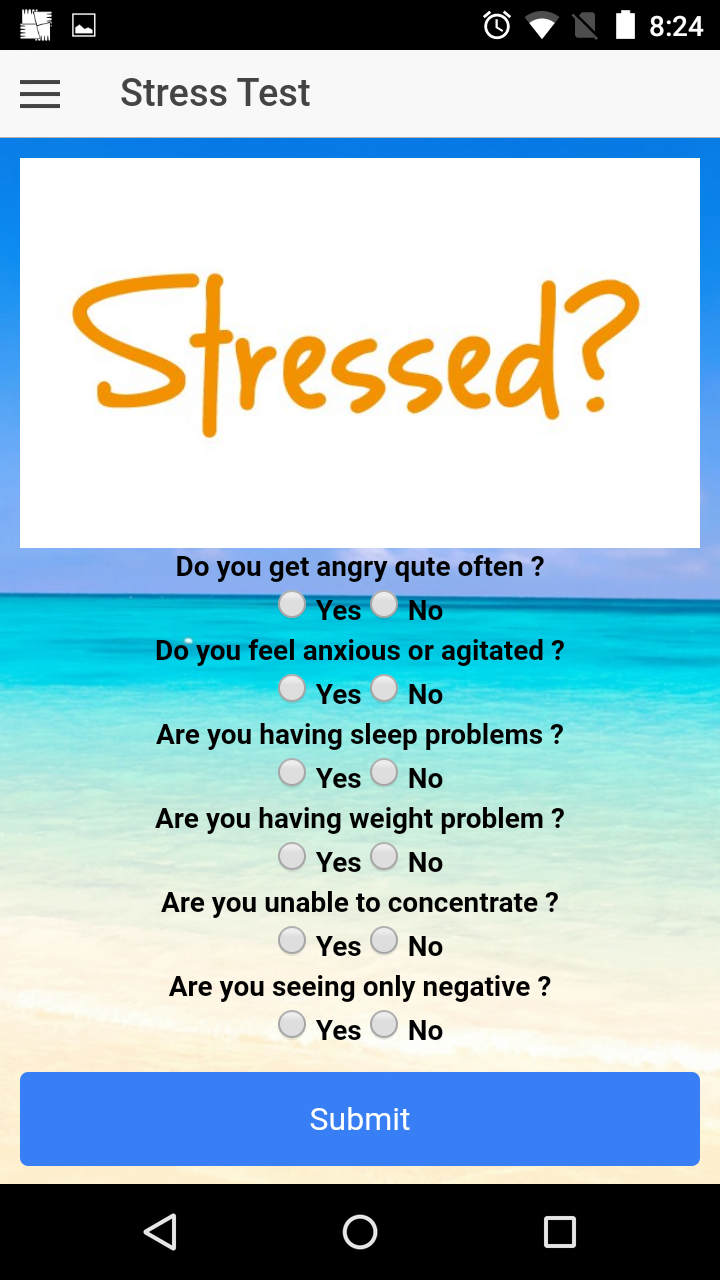 8:24
Stress Test
Stressed?
Do you get angry qute often ?
Yes No
Do you feel anxious or agitated ?
Yes No
Are you having sleep problems ?
Yes No
Are you having weight problem ?
Yes No
Are you unable to concentrate ?
Yes No
Are you seeing only negative ?
Yes No
Submit